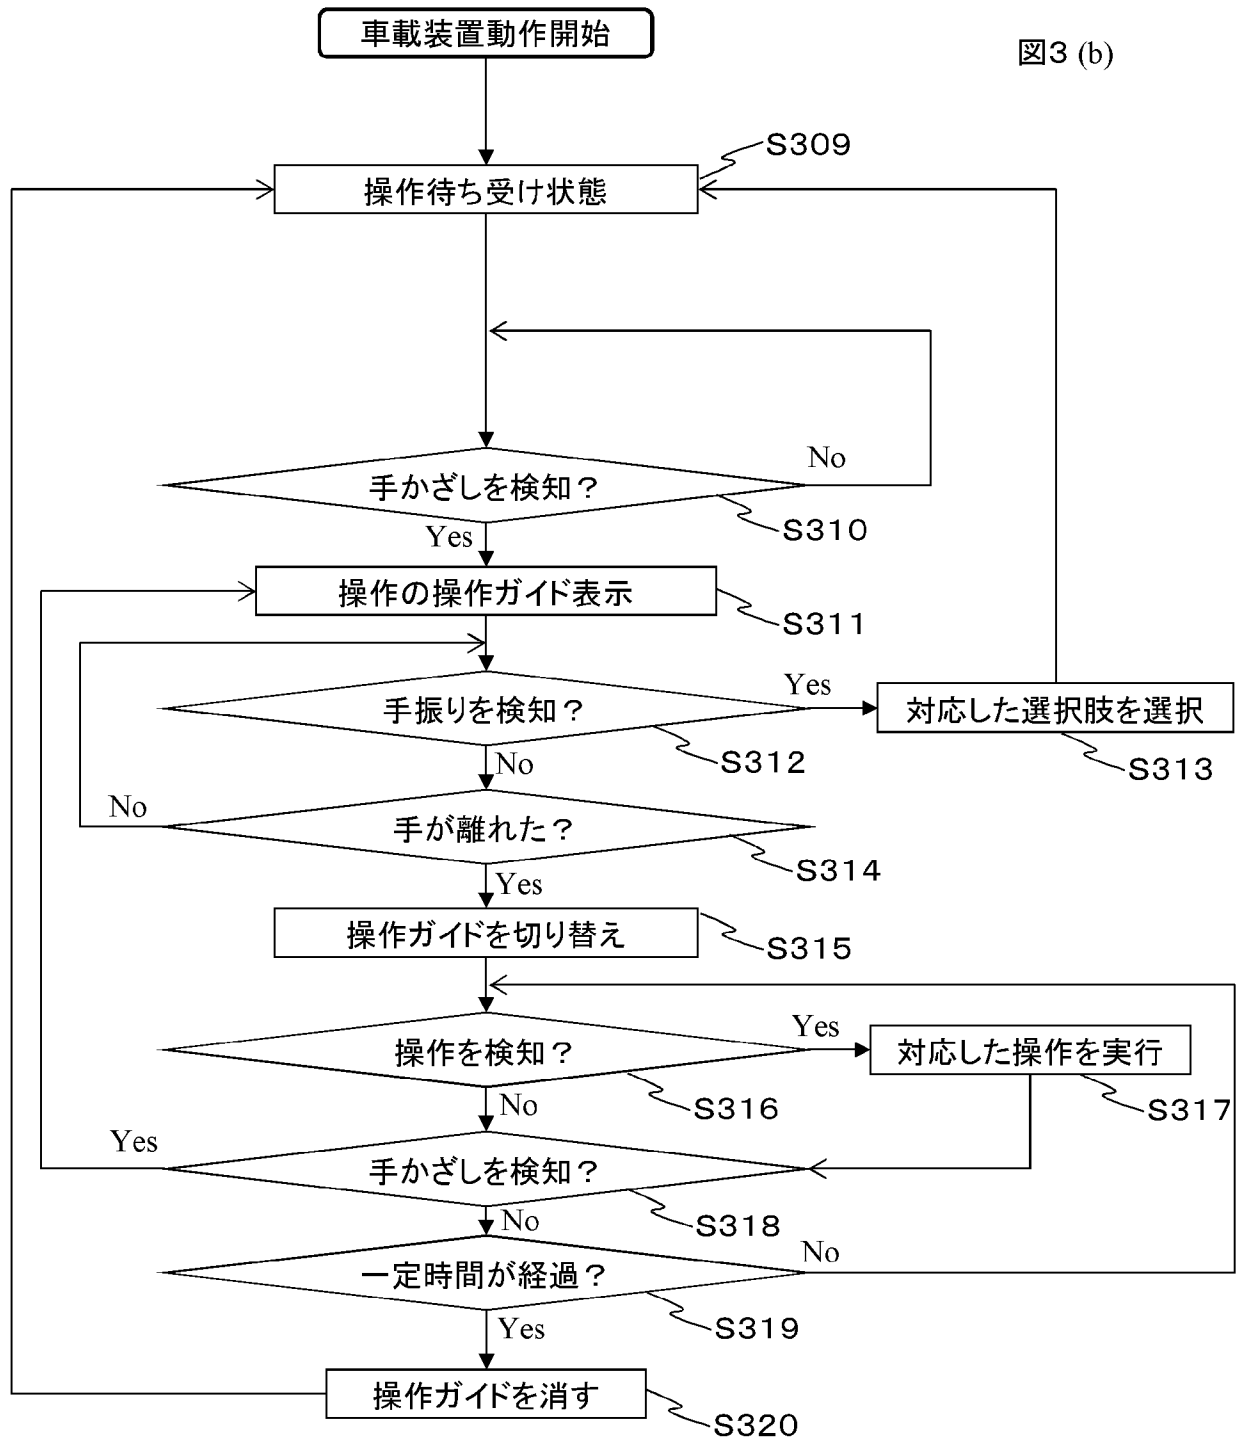 車載装置動作開始
図3 (b)
S309
操作待ち受け状態
No
手かざしを検知？
S310
Yes
操作の操作ガイド表示
S311
Yes
手振りを検知？
対応した選択肢を選択
S312
S313
No
No
手が離れた？
S314
Yes
操作ガイドを切り替え
S315
Yes
操作を検知？
対応した操作を実行
S316
S317
No
Yes
手かざしを検知？
S318
No
No
一定時間が経過？
S319
Yes
操作ガイドを消す
S320